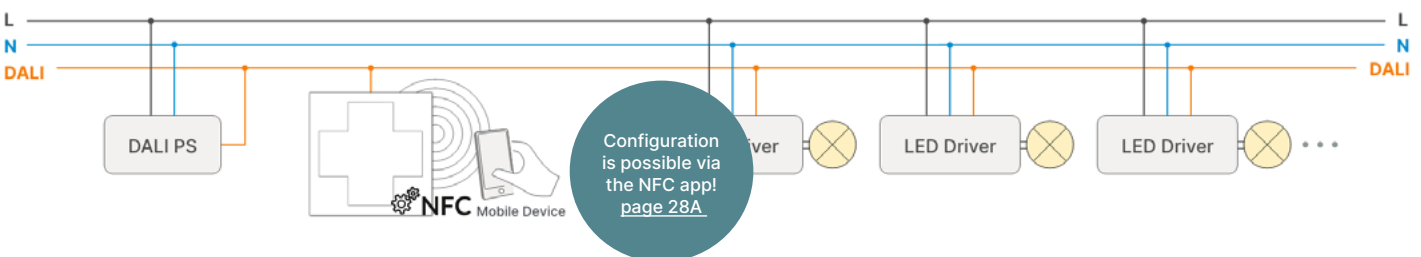 L
L
N
N
DALI
DALI
DALI PS
Configuration
is possible via
the NFC app!
page 28A
iver
LED Driver
LED Driver
NFC Mobile Device